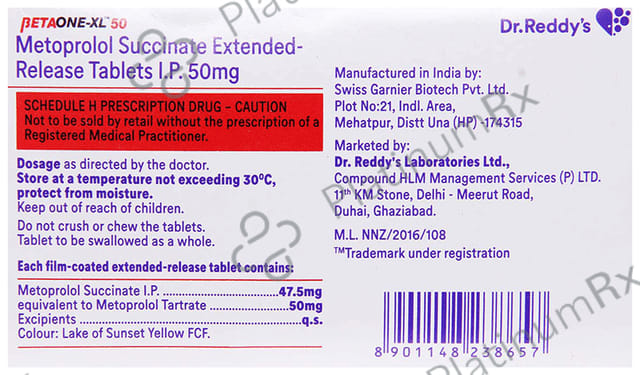 BETAONE-XL™ 50
Metoprolol Succinate Extended-
Release Tablets I.P. 50mg
SCHEDULE H PRESCRIPTION DRUG – CAUTION
Not to be sold by retail without the prescription of a
Registered Medical Practitioner.
Dosage as directed by the doctor.
Store at a temperature not exceeding 30°C,
protect from moisture.
Keep out of reach of children.
Do not crush or chew the tablets.
Tablet to be swallowed as a whole.
Each film-coated extended-release tablet contains:
Metoprolol Succinate I.P. ............................47.5mg
equivalent to Metoprolol Tartrate ..................50mg
Excipients ..................................................q.s.
Colour: Lake of Sunset Yellow FCF.
Dr.Reddy's
Manufactured in India by:
Swiss Garnier Biotech Pvt. Ltd.
Plot No:21, Indl. Area,
Mehatpur, Distt Una (HP) -174315
Marketed by:
Dr. Reddy's Laboratories Ltd.,
Compound HLM Management Services (P) LTD.
11th KM Stone, Delhi - Meerut Road,
Duhai, Ghaziabad.
M.L. NNZ/2016/108
™Trademark under registration
8 901148 238657
PlatinumRx
PlatinumRx
PlatinumRx